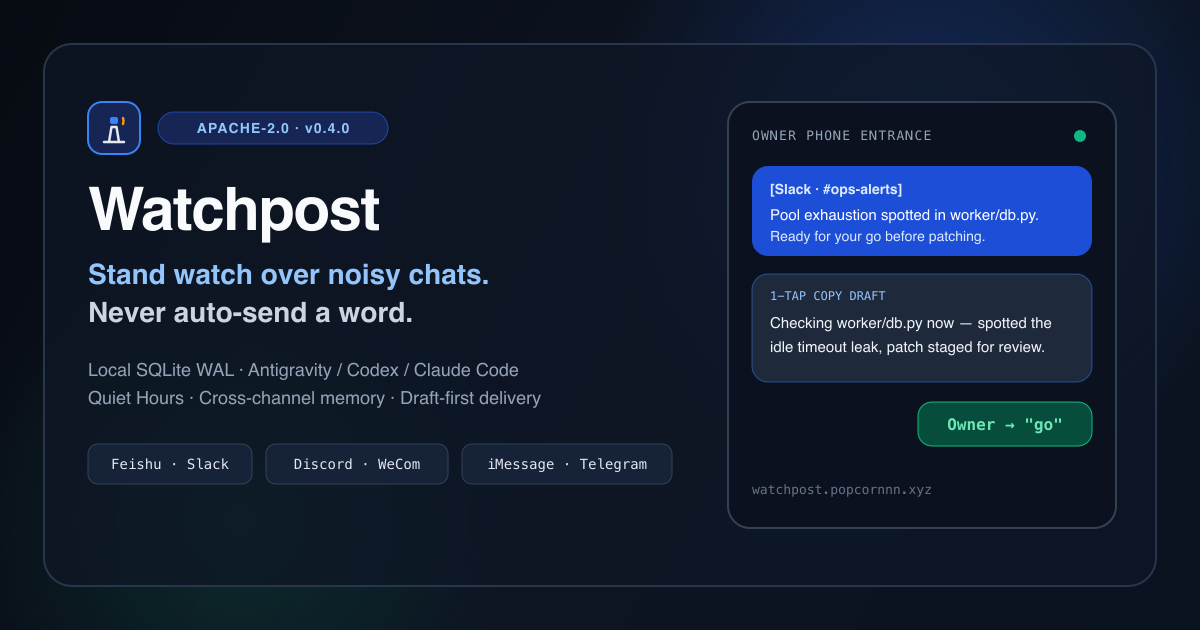 APACHE-2.0 · v0.4.0
Watchpost
Stand watch over noisy chats.
Never auto-send a word.
Local SQLite WAL · Antigravity / Codex / Claude Code
Quiet Hours · Cross-channel memory · Draft-first delivery
Feishu · Slack
Discord · WeCom
iMessage · Telegram
OWNER PHONE ENTRANCE
[Slack · #ops-alerts]
Pool exhaustion spotted in worker/db.py.
Ready for your go before patching.
1–TAP COPY DRAFT
Checking worker/db.py now — spotted the
idle timeout leak, patch staged for review.
Owner → "go"
watchpost.popcornnn.xyz